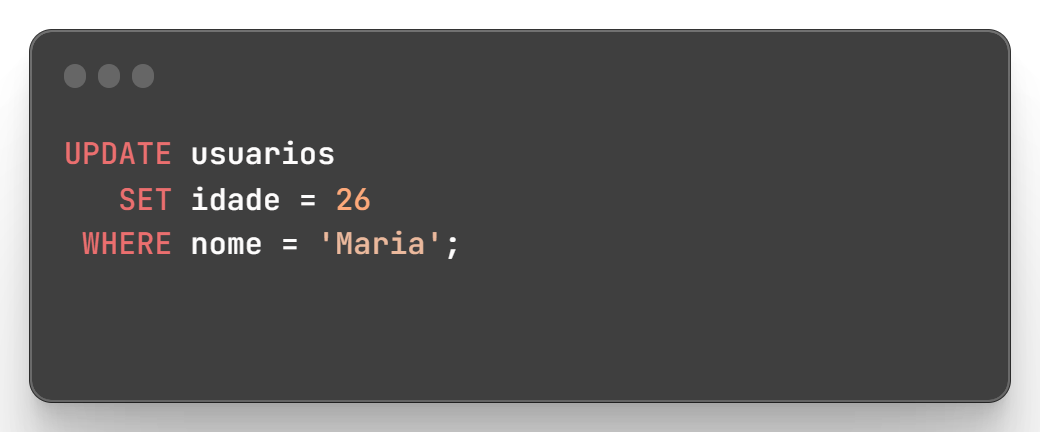 UPDATE usuarios
   SET idade = 26
 WHERE nome = 'Maria';